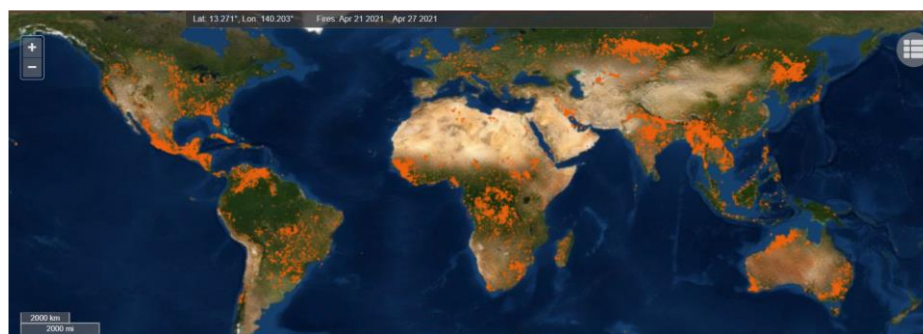 Lat: 13.271°, Lon: 140.203° Fires: Apr 21 2021 ...Apr 27 2021
+
−
2000 km
2000 mi